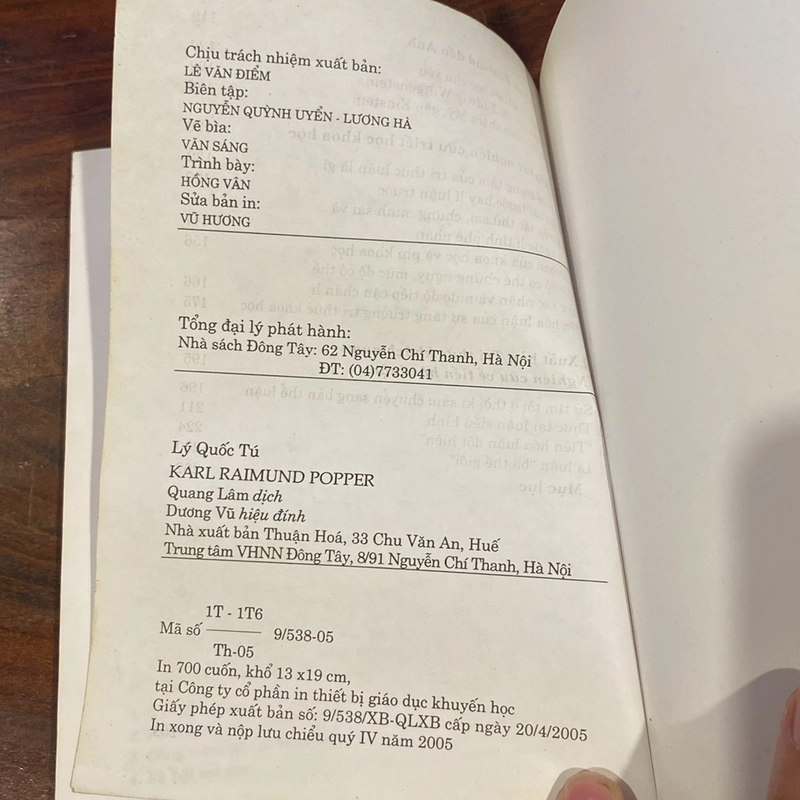 Chịu trách nhiệm xuất bản:
LÊ VĂN ĐIỂM
Biên tập:
NGUYỄN QUỲNH UYỂN - LƯƠNG HÀ
Vẽ bìa:
VĂN SÁNG
Trình bày:
HỒNG VÂN
Sửa bản in:
VŨ HƯƠNG
Tổng đại lý phát hành:
Nhà sách Đông Tây: 62 Nguyễn Chí Thanh, Hà Nội
ĐT: (04)7733041
Lý Quốc Tú
KARL RAIMUND POPPER
Quang Lâm dịch
Dương Vũ hiệu đính
Nhà xuất bản Thuận Hoá, 33 Chu Văn An, Huế
Trung tâm VHNN Đông Tây, 8/91 Nguyễn Chí Thanh, Hà Nội
1T - 1T6
Mã số 9/538-05
Th-05
In 700 cuốn, khổ 13 x19 cm,
tại Công ty cổ phần in thiết bị giáo dục khuyến học
Giấy phép xuất bản số: 9/538/XB-QLXB cấp ngày 20/4/2005
In xong và nộp lưu chiểu quý IV năm 2005